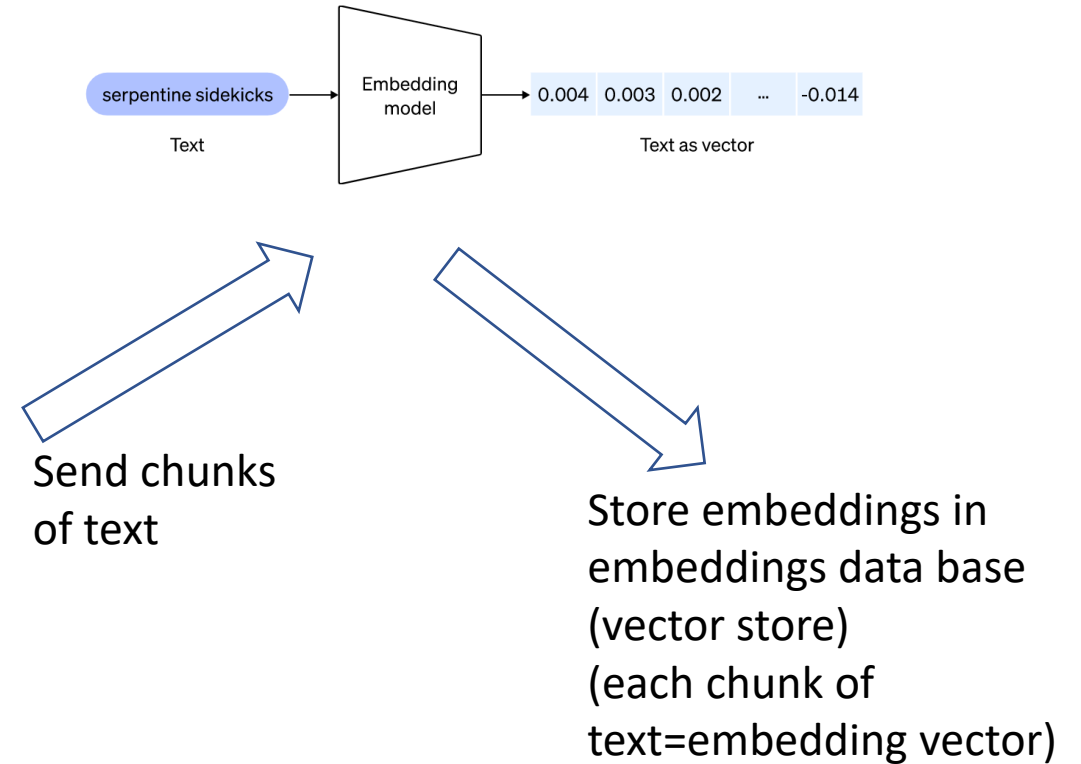 serpentine sidekicks
Embedding
model
0.004 0.003 0.002 ... -0.014
Text
Text as vector
Send chunks
of text
Store embeddings in
embeddings data base
(vector store)
(each chunk of
text=embedding vector)